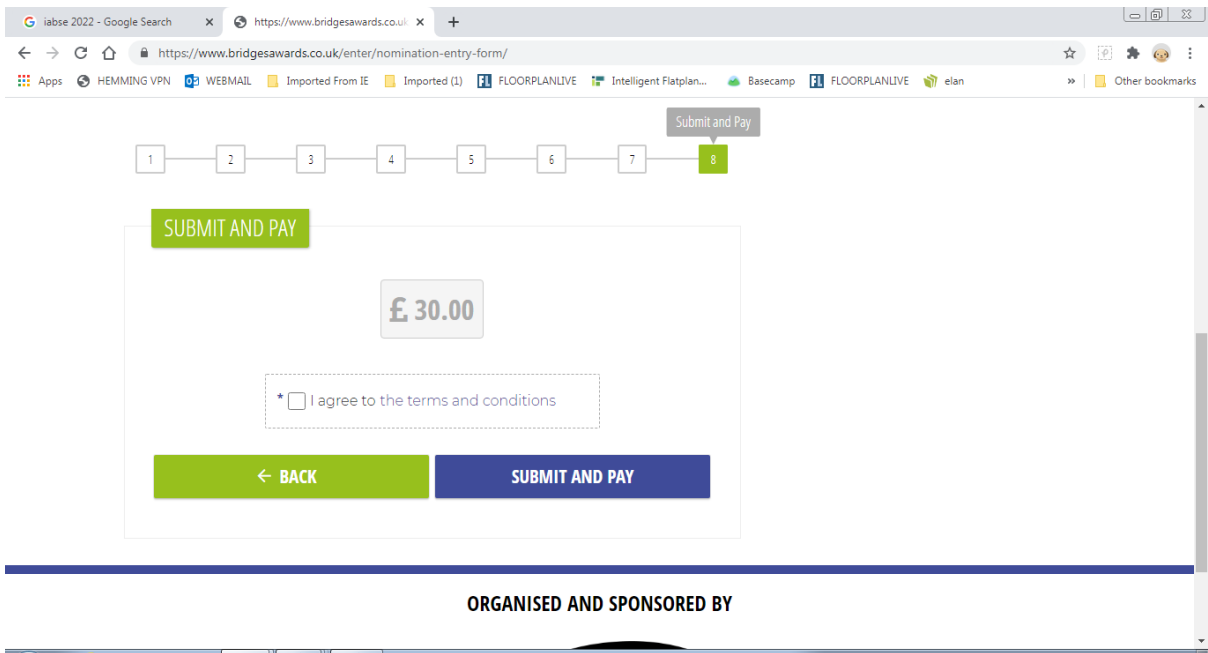 iabse 2022 - Google Search
https://www.bridgesawards.co.uk
https://www.bridgesawards.co.uk/enter/nomination-entry-form/
Apps HEMMING VPN WEBMAIL Imported From IE Imported (1) FL FLOORPLANLIVE Intelligent Flatplan... Basecamp FL FLOORPLANLIVE elan » Other bookmarks
Submit and Pay
1 2 3 4 5 6 7 8
SUBMIT AND PAY
£ 30.00
* I agree to the terms and conditions
← BACK
SUBMIT AND PAY
ORGANISED AND SPONSORED BY